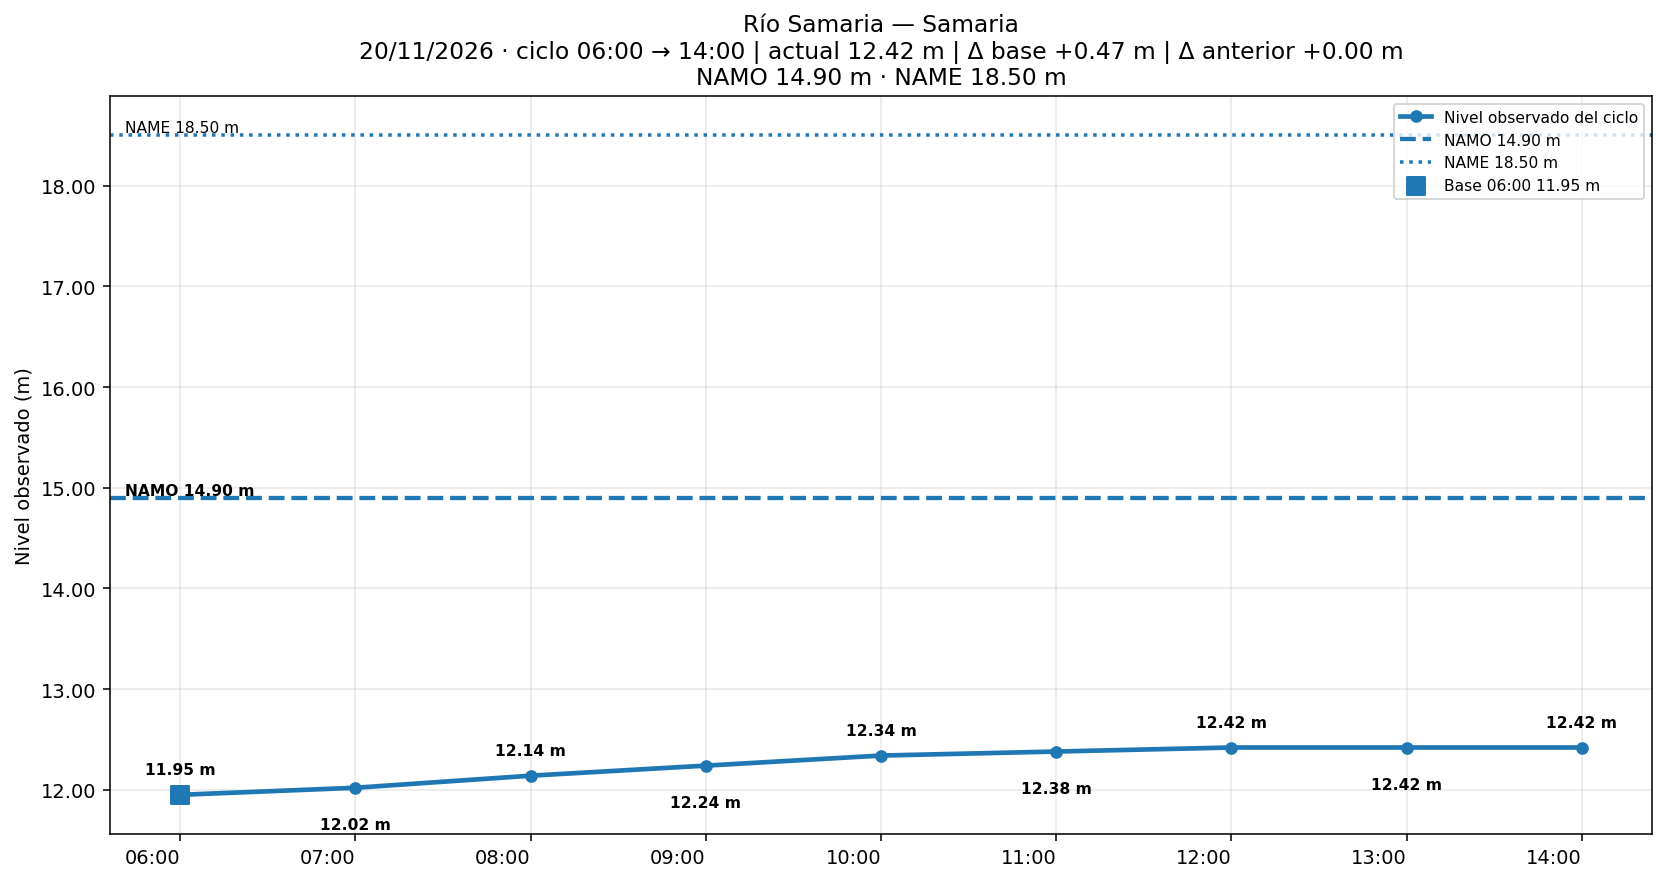 Río Samaria — Samaria
20/11/2026 · ciclo 06:00 → 14:00 | actual 12.42 m | Δ base +0.47 m | Δ anterior +0.00 m
NAMO 14.90 m · NAME 18.50 m
NAME 18.50 m
Nivel observado del ciclo
NAMO 14.90 m
NAME 18.50 m
Base 06:00 11.95 m
18.00
17.00
16.00
15.00
NAMO 14.90 m
14.00
13.00
12.00
Nivel observado (m)
11.95 m
12.02 m
12.14 m
12.24 m
12.34 m
12.38 m
12.42 m
12.42 m
12.42 m
06:00
07:00
08:00
09:00
10:00
11:00
12:00
13:00
14:00